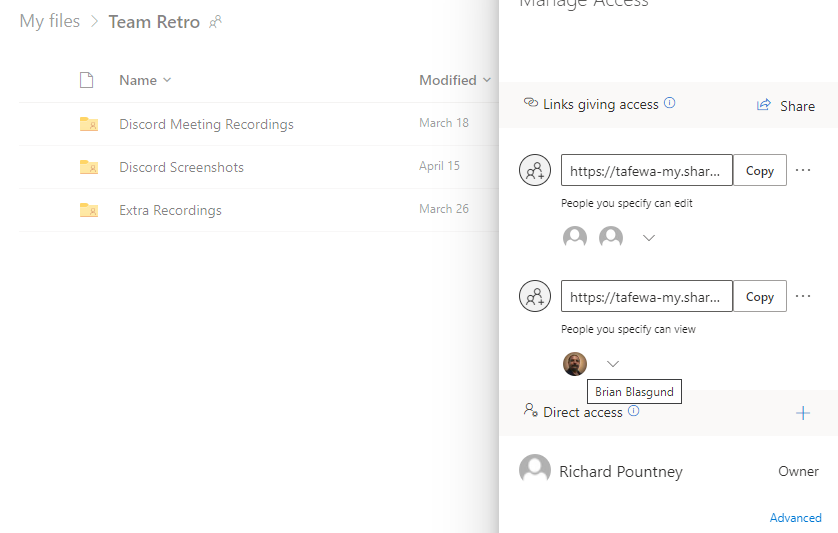 My files > Team Retro
Name Modified
Discord Meeting Recordings March 18
Discord Screenshots April 15
Extra Recordings March 26
Manage Access
Links giving access Share
https://tafewa-my.shar... Copy ...
People you specify can edit
https://tafewa-my.shar... Copy ...
People you specify can view
Brian Blasgund
Direct access
Richard Pountney Owner
Advanced